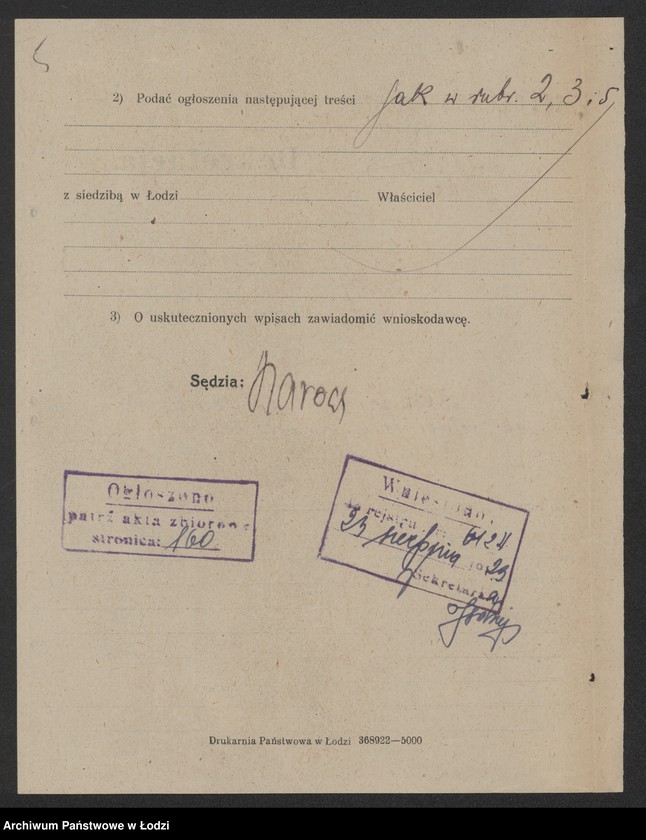 2) Podać ogłoszenia następującej treści jak w rubr. 2, 3 i 5
z siedzibą w Łodzi Właściciel
3) O uskutecznionych wpisach zawiadomić wnioskodawcę.
Sędzia:
Ogłoszono
patrz akta zbiorowe
stronica: 160
Wniesiono
do rejestru 6124
23 sierpnia 1923
Sekretarz
Drukarnia Państwowa w Łodzi 368922—5000
Archiwum Państwowe w Łodzi